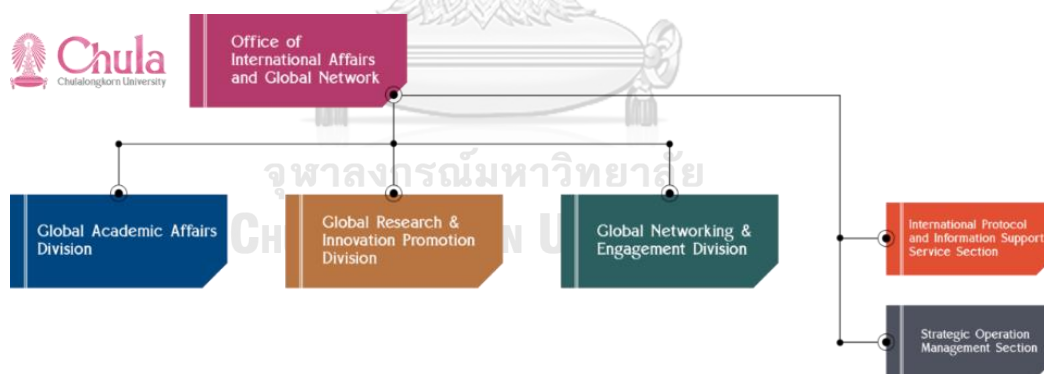 Chula
Chulalongkorn University
Office of
International Affairs
and Global Network
จุฬาลงกรณ์มหาวิทยาลัย
Global Academic Affairs
Division
Global Research &
Innovation Promotion
Division
Global Networking &
Engagement Division
International Protocol
and Information Support
Service Section
Strategic Operation
Management Section